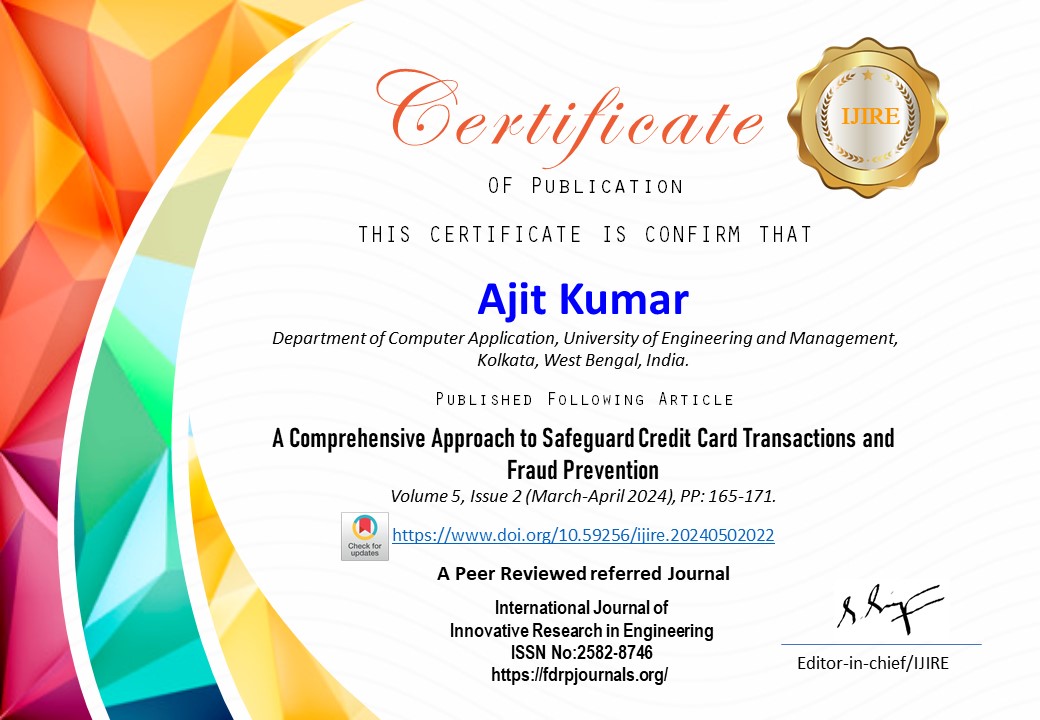 Certificate
IJIRE
OF PUBLICATION
THIS CERTIFICATE IS CONFIRM THAT
Ajit Kumar
Department of Computer Application, University of Engineering and Management,
Kolkata, West Bengal, India.
PUBLISHED FOLLOWING ARTICLE
A Comprehensive Approach to Safeguard Credit Card Transactions and
Fraud Prevention
Volume 5, Issue 2 (March-April 2024), PP: 165-171.
Check for
updates
https://www.doi.org/10.59256/ijire.20240502022
A Peer Reviewed referred Journal
International Journal of
Innovative Research in Engineering
ISSN No:2582-8746
https://fdrpjournals.org/
Editor-in-chief/IJIRE